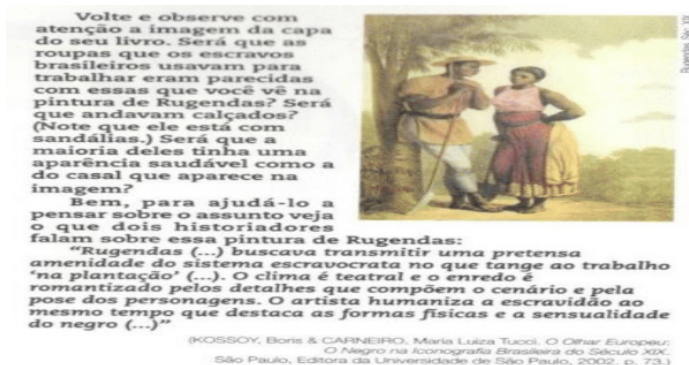 Volte e observe com
atenção a imagem da capa
do seu livro. Será que as
roupas que os escravos
brasileiros usavam para
trabalhar eram parecidas
com essas que você vê na
pintura de Rugendas? Será
que andavam calçados?
(Note que ele está com
sandálias.) Será que a
maioria deles tinha uma
aparência saudável como a
do casal que aparece na
imagem?
Bem, para ajudá-lo a
pensar sobre o assunto veja
o que dois historiadores
falam sobre essa pintura de Rugendas:
“Rugendas (...) buscava transmitir uma pretensa
amenidade do sistema escravocrata no que tange ao trabalho
‘na plantação’ (...). O clima é teatral e o enredo é
romantizado pelos detalhes que compõem o cenário e pela
pose dos personagens. O artista humaniza a escravidão ao
mesmo tempo que destaca as formas físicas e a sensualidade
do negro (...)”
(KOSSOY, Boris & CARNEIRO, Maria Luiza Tucci. O Olhar Europeu:
O Negro na Iconografia Brasileira do Século XIX.
São Paulo, Editora da Universidade de São Paulo, 2002, p. 73.)
Rugendas, Séc. XIX